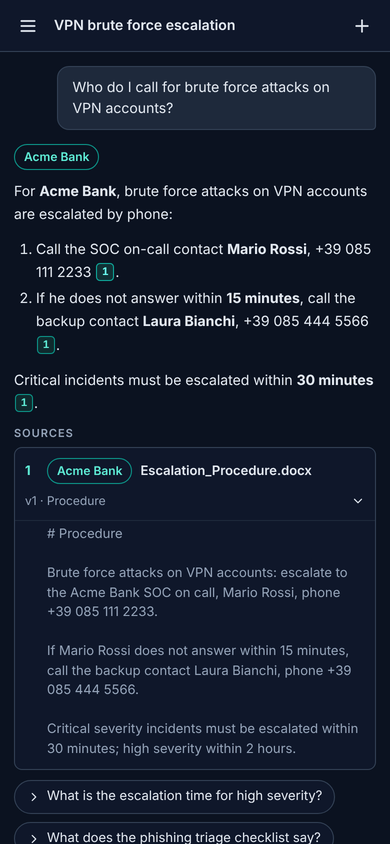 VPN brute force escalation
Who do I call for brute force attacks on
VPN accounts?
Acme Bank
For Acme Bank, brute force attacks on VPN accounts
are escalated by phone:
1. Call the SOC on-call contact Mario Rossi, +39 085
111 2233 1.
2. If he does not answer within 15 minutes, call the
backup contact Laura Bianchi, +39 085 444 5566
1.
Critical incidents must be escalated within 30 minutes
1.
SOURCES
1 Acme Bank Escalation_Procedure.docx
v1 · Procedure
# Procedure
Brute force attacks on VPN accounts: escalate to
the Acme Bank SOC on call, Mario Rossi, phone
+39 085 111 2233.
If Mario Rossi does not answer within 15 minutes,
call the backup contact Laura Bianchi, phone +39
085 444 5566.
Critical severity incidents must be escalated within
30 minutes; high severity within 2 hours.
What is the escalation time for high severity?
What does the phishing triage checklist say?